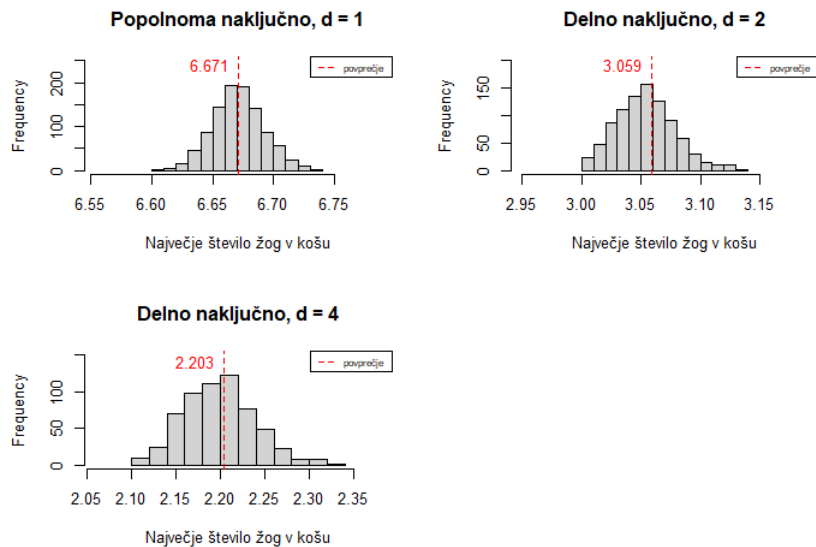 Popolnoma naključno, d = 1
6.671
povprečje
Frequency
0 100 200
6.55 6.60 6.65 6.70 6.75
Največje število žog v košu
Delno naključno, d = 2
3.059
povprečje
Frequency
0 50 150
2.95 3.00 3.05 3.10 3.15
Največje število žog v košu
Delno naključno, d = 4
2.203
povprečje
Frequency
0 50 100
2.05 2.10 2.15 2.20 2.25 2.30 2.35
Največje število žog v košu